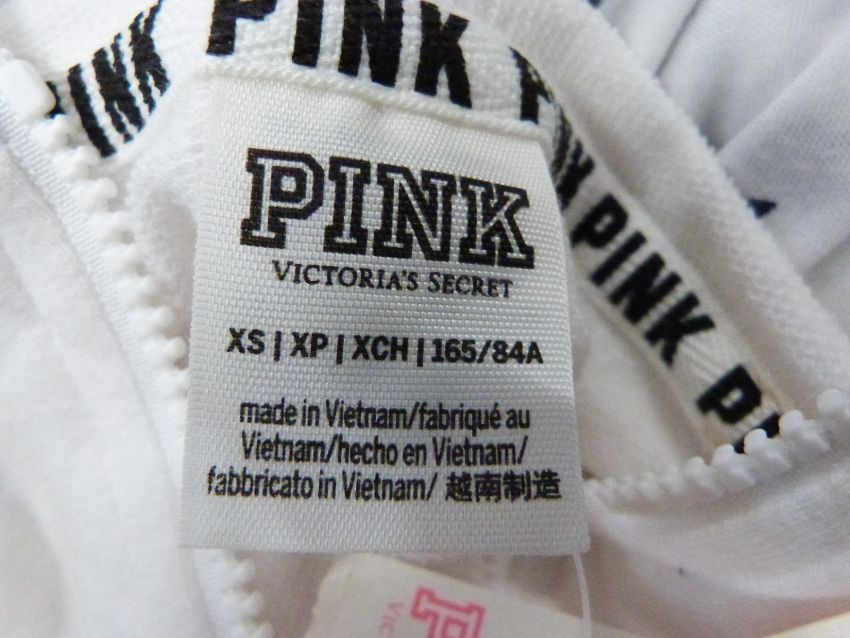 PINK
PINK
PINK
PINK
VICTORIA'S SECRET
XS | XP | XCH | 165/84A
made in Vietnam/fabriqué au
Vietnam/hecho en Vietnam/
fabbricato in Vietnam/ 越南制造